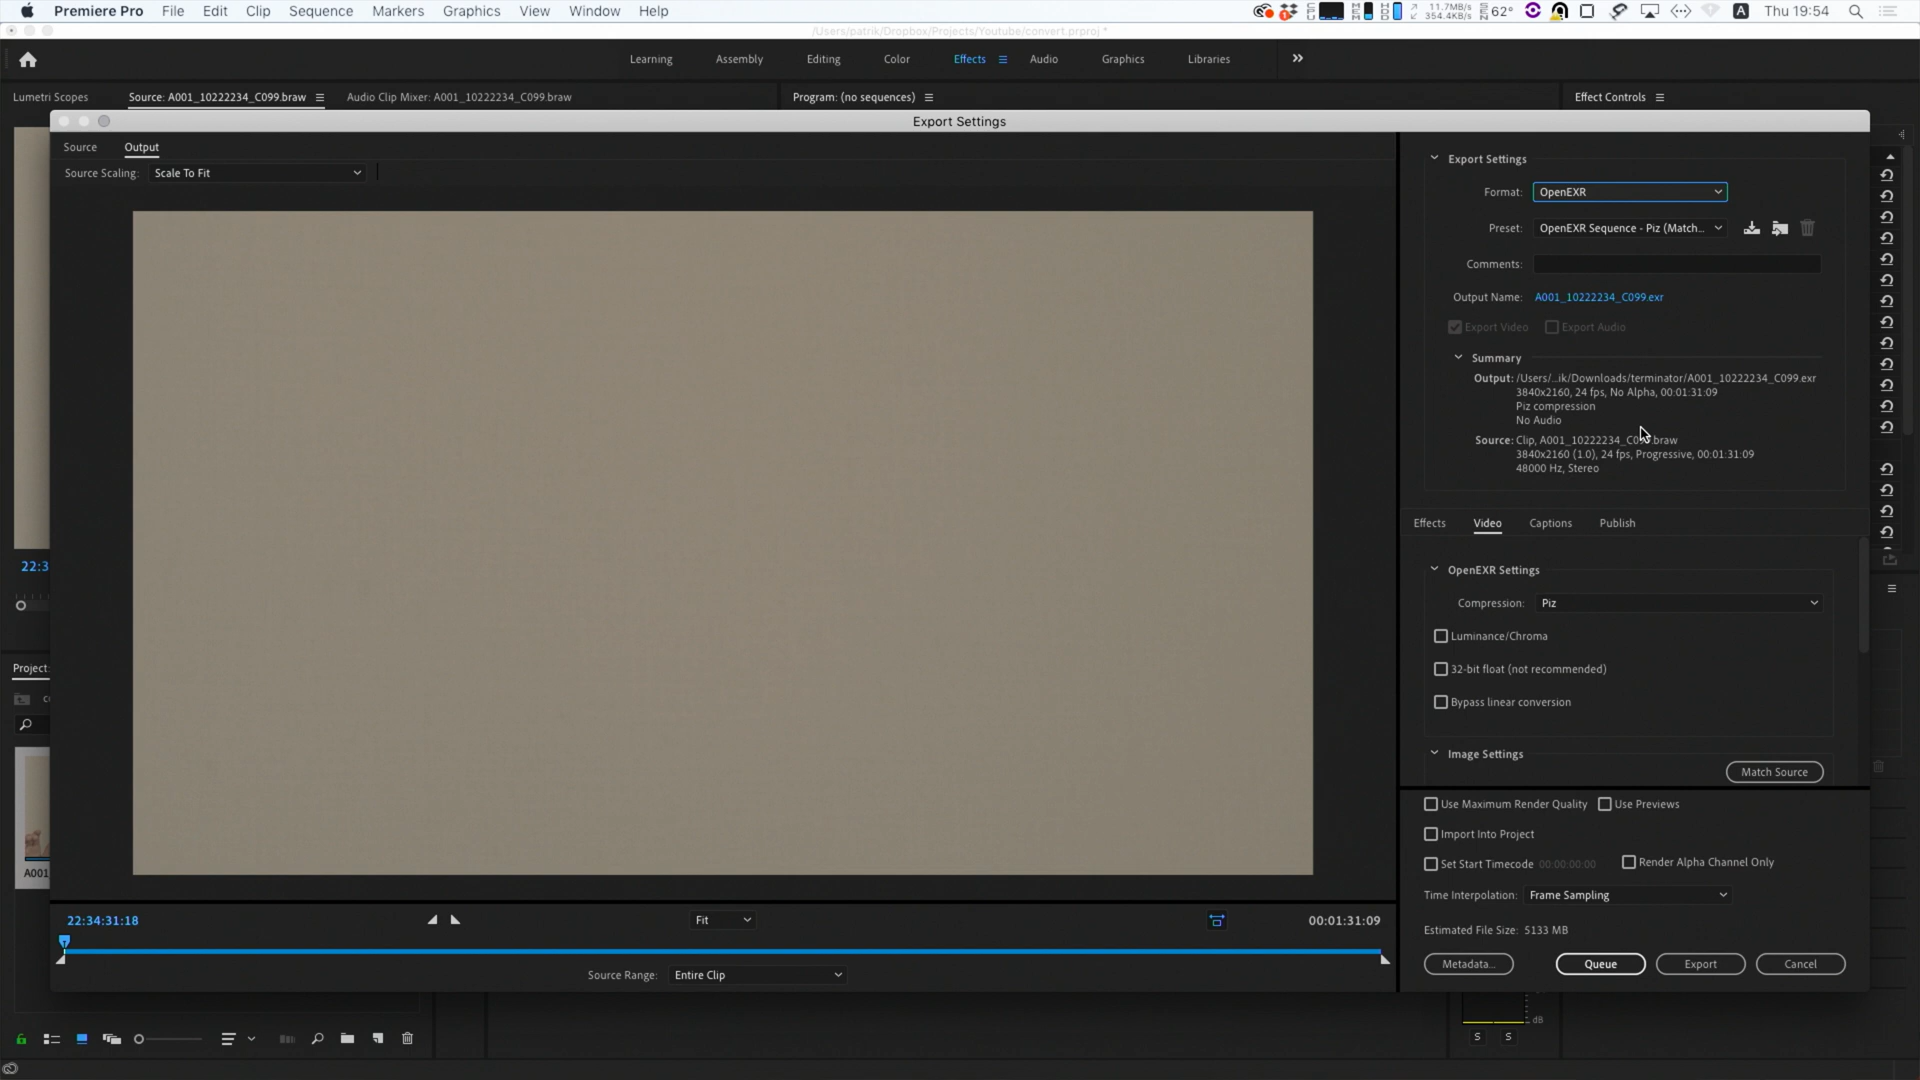 Premiere Pro File Edit Clip Sequence Markers Graphics View Window Help
11.7MB/s
354.4KB/s
62°
A
Thu 19:54
/Users/patrik/Dropbox/Projects/Youtube/convert.prproj *
Learning Assembly Editing Color Effects Audio Graphics Libraries
Lumetri Scopes Source: A001_10222234_C099.braw Audio Clip Mixer: A001_10222234_C099.braw Program: (no sequences) Effect Controls
Export Settings
Source Output
Source Scaling: Scale To Fit
Export Settings
Format: OpenEXR
Preset: OpenEXR Sequence - Piz (Match...
Comments:
Output Name: A001_10222234_C099.exr
Export Video Export Audio
Summary
Output: /Users/...ik/Downloads/terminator/A001_10222234_C099.exr
3840x2160, 24 fps, No Alpha, 00:01:31:09
Piz compression
No Audio
Source: Clip, A001_10222234_C099.braw
3840x2160 (1.0), 24 fps, Progressive, 00:01:31:09
48000 Hz, Stereo
Effects Video Captions Publish
22:3
OpenEXR Settings
Compression: Piz
Luminance/Chroma
32-bit float (not recommended)
Bypass linear conversion
Project:
Image Settings
Match Source
Use Maximum Render Quality Use Previews
Import Into Project
Set Start Timecode 00:00:00:00 Render Alpha Channel Only
A001
Time Interpolation: Frame Sampling
22:34:31:18 Fit 00:01:31:09
Estimated File Size: 5133 MB
Metadata... Queue Export Cancel
Source Range: Entire Clip
dB
S S